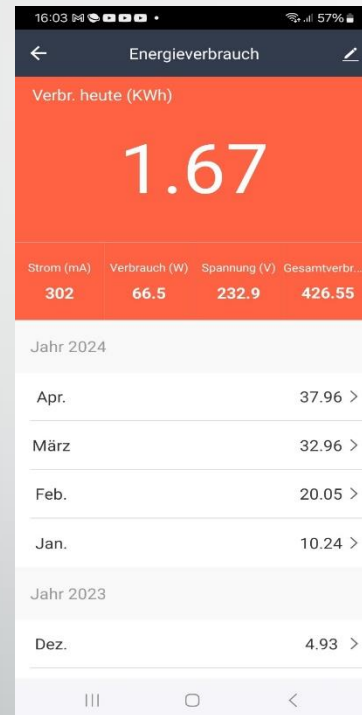 16:03 57%
Energieverbrauch
Verbr. heute (KWh)
1.67
Strom (mA) Verbrauch (W) Spannung (V) Gesamtverbr...
302 66.5 232.9 426.55
Jahr 2024
Apr. 37.96 >
März 32.96 >
Feb. 20.05 >
Jan. 10.24 >
Jahr 2023
Dez. 4.93 >